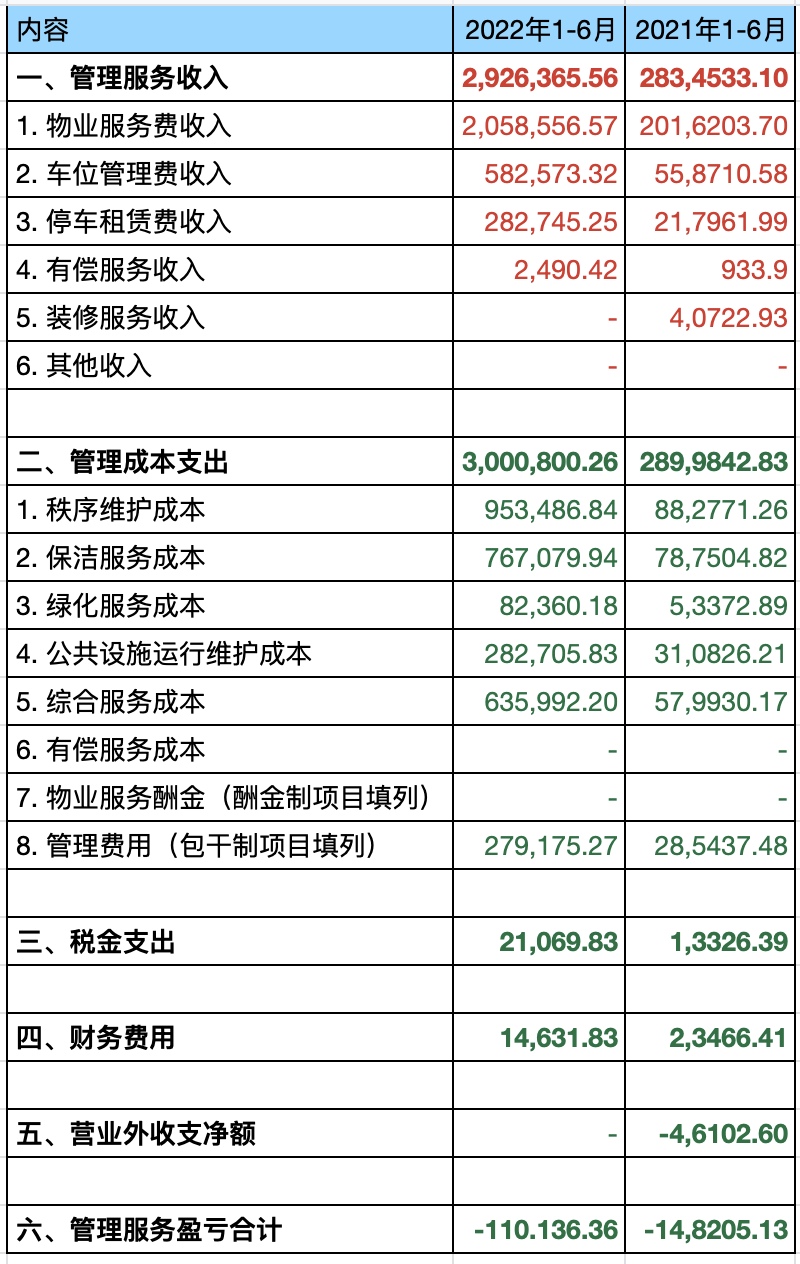 内容 2022年1-6月 2021年1-6月
一、管理服务收入 2,926,365.56 283,4533.10
1. 物业服务费收入 2,058,556.57 201,6203.70
2. 车位管理费收入 582,573.32 55,8710.58
3. 停车租赁费收入 282,745.25 21,7961.99
4. 有偿服务收入 2,490.42 933.9
5. 装修服务收入 - 4,0722.93
6. 其他收入 - -
二、管理成本支出 3,000,800.26 289,9842.83
1. 秩序维护成本 953,486.84 88,2771.26
2. 保洁服务成本 767,079.94 78,7504.82
3. 绿化服务成本 82,360.18 5,3372.89
4. 公共设施运行维护成本 282,705.83 31,0826.21
5. 综合服务成本 635,992.20 57,9930.17
6. 有偿服务成本 - -
7. 物业服务酬金（酬金制项目填列） - -
8. 管理费用（包干制项目填列） 279,175.27 28,5437.48
三、税金支出 21,069.83 1,3326.39
四、财务费用 14,631.83 2,3466.41
五、营业外收支净额 - -4,6102.60
六、管理服务盈亏合计 -110.136.36 -14,8205.13